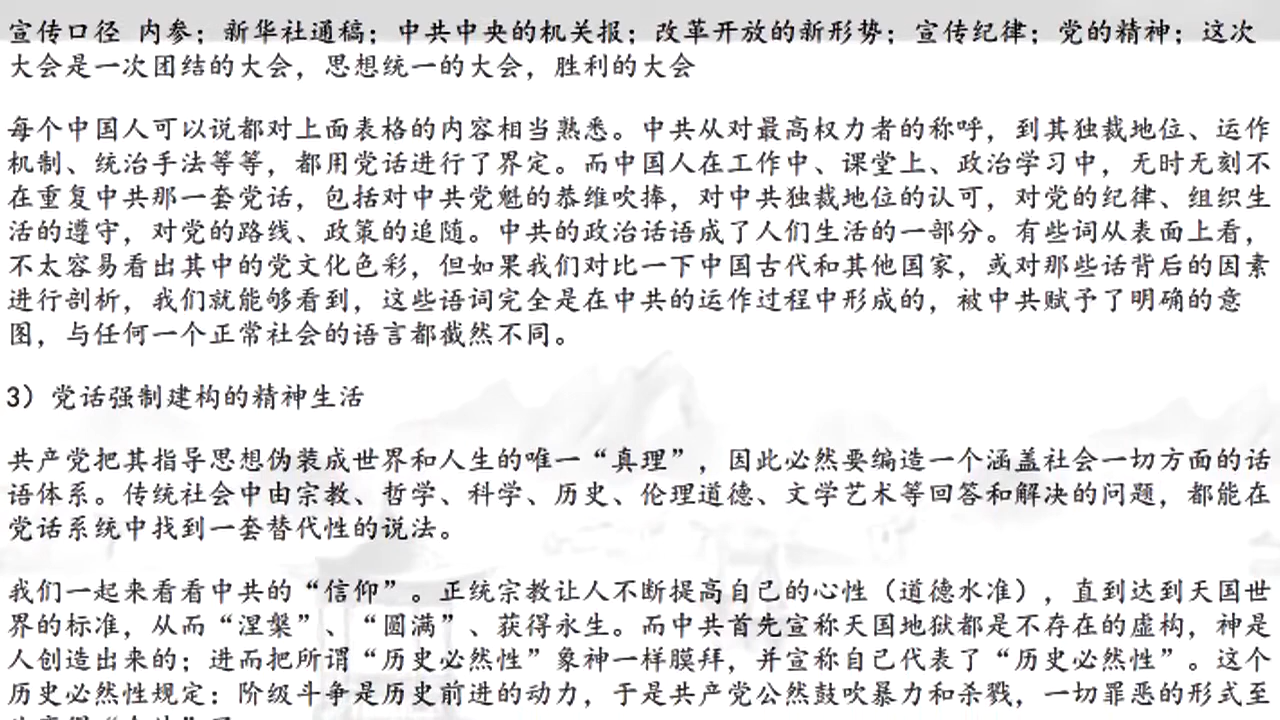 宣传口径 内参；新华社通稿；中共中央的机关报；改革开放的新形势；宣传纪律；党的精神；这次
大会是一次团结的大会，思想统一的大会，胜利的大会
每个中国人可以说都对上面表格的内容相当熟悉。中共从对最高权力者的称呼，到其独裁地位、运作
机制、统治手法等等，都用党话进行了界定。而中国人在工作中、课堂上、政治学习中，无时无刻不
在重复中共那一套党话，包括对中共党魁的恭维吹捧，对中共独裁地位的认可，对党的纪律、组织生
活的遵守，对党的路线、政策的追随。中共的政治话语成了人们生活的一部分。有些词从表面上看，
不太容易看出其中的党文化色彩，但如果我们对比一下中国古代和其他国家，或对那些话背后的因素
进行剖析，我们就能够看到，这些语词完全是在中共的运作过程中形成的，被中共赋予了明确的意
图，与任何一个正常社会的语言都截然不同。
3）党话强制建构的精神生活
共产党把其指导思想伪装成世界和人生的唯一“真理”，因此必然要编造一个涵盖社会一切方面的话
语体系。传统社会中由宗教、哲学、科学、历史、伦理道德、文学艺术等回答和解决的问题，都能在
党话系统中找到一套替代性的说法。
我们一起来看看中共的“信仰”。正统宗教让人不断提高自己的心性（道德水准），直到达到天国世
界的标准，从而“涅槃”、“圆满”、获得永生。而中共首先宣称天国地狱都是不存在的虚构，神是
人创造出来的；进而把所谓“历史必然性”象神一样膜拜，并宣称自己代表了“历史必然性”。这个
历史必然性规定：阶级斗争是历史前进的动力，于是共产党公然鼓吹暴力和杀戮，一切罪恶的形式至